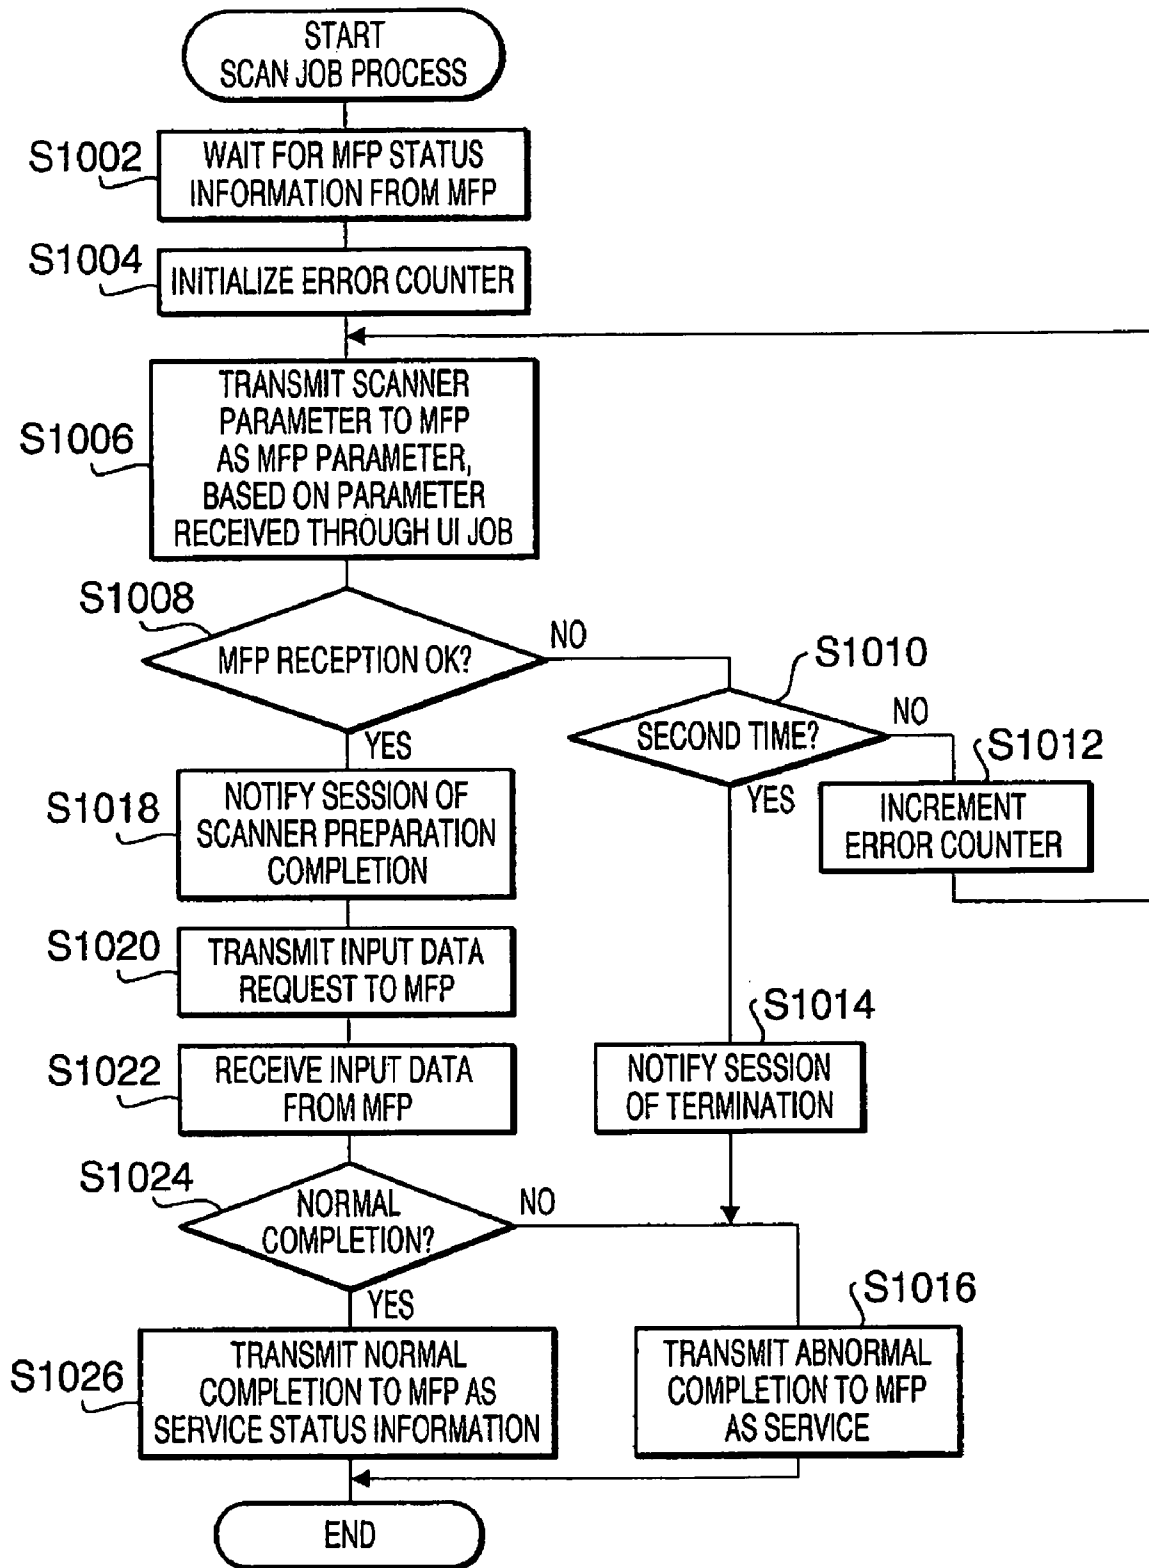 START
SCAN JOB PROCESS
S1002
WAIT FOR MFP STATUS
INFORMATION FROM MFP
S1004
INITIALIZE ERROR COUNTER
S1006
TRANSMIT SCANNER
PARAMETER TO MFP
AS MFP PARAMETER,
BASED ON PARAMETER
RECEIVED THROUGH UI JOB
S1008
MFP RECEPTION OK?
NO
YES
S1010
SECOND TIME?
NO
YES
S1012
INCREMENT
ERROR COUNTER
S1018
NOTIFY SESSION OF
SCANNER PREPARATION
COMPLETION
S1020
TRANSMIT INPUT DATA
REQUEST TO MFP
S1014
NOTIFY SESSION
OF TERMINATION
S1022
RECEIVE INPUT DATA
FROM MFP
S1024
NORMAL
COMPLETION?
NO
YES
S1016
TRANSMIT ABNORMAL
COMPLETION TO MFP
AS SERVICE
S1026
TRANSMIT NORMAL
COMPLETION TO MFP AS
SERVICE STATUS INFORMATION
END